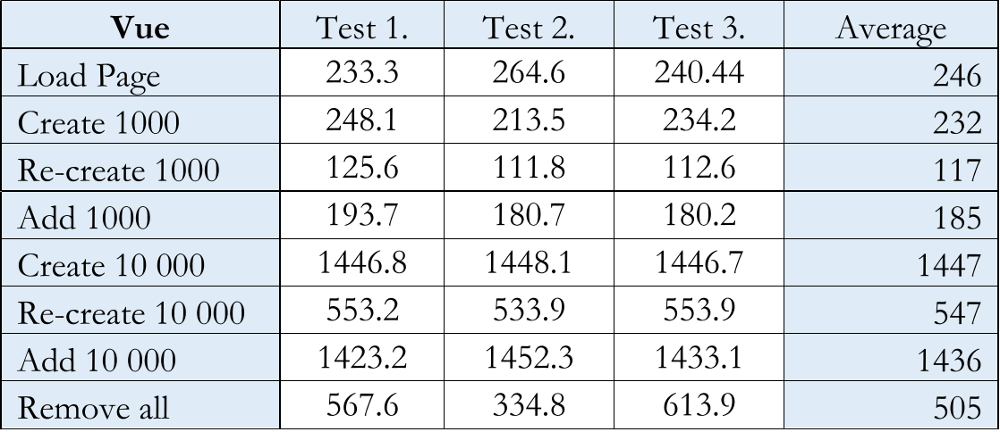 Vue Test 1. Test 2. Test 3. Average
Load Page 233.3 264.6 240.44 246
Create 1000 248.1 213.5 234.2 232
Re-create 1000 125.6 111.8 112.6 117
Add 1000 193.7 180.7 180.2 185
Create 10 000 1446.8 1448.1 1446.7 1447
Re-create 10 000 553.2 533.9 553.9 547
Add 10 000 1423.2 1452.3 1433.1 1436
Remove all 567.6 334.8 613.9 505